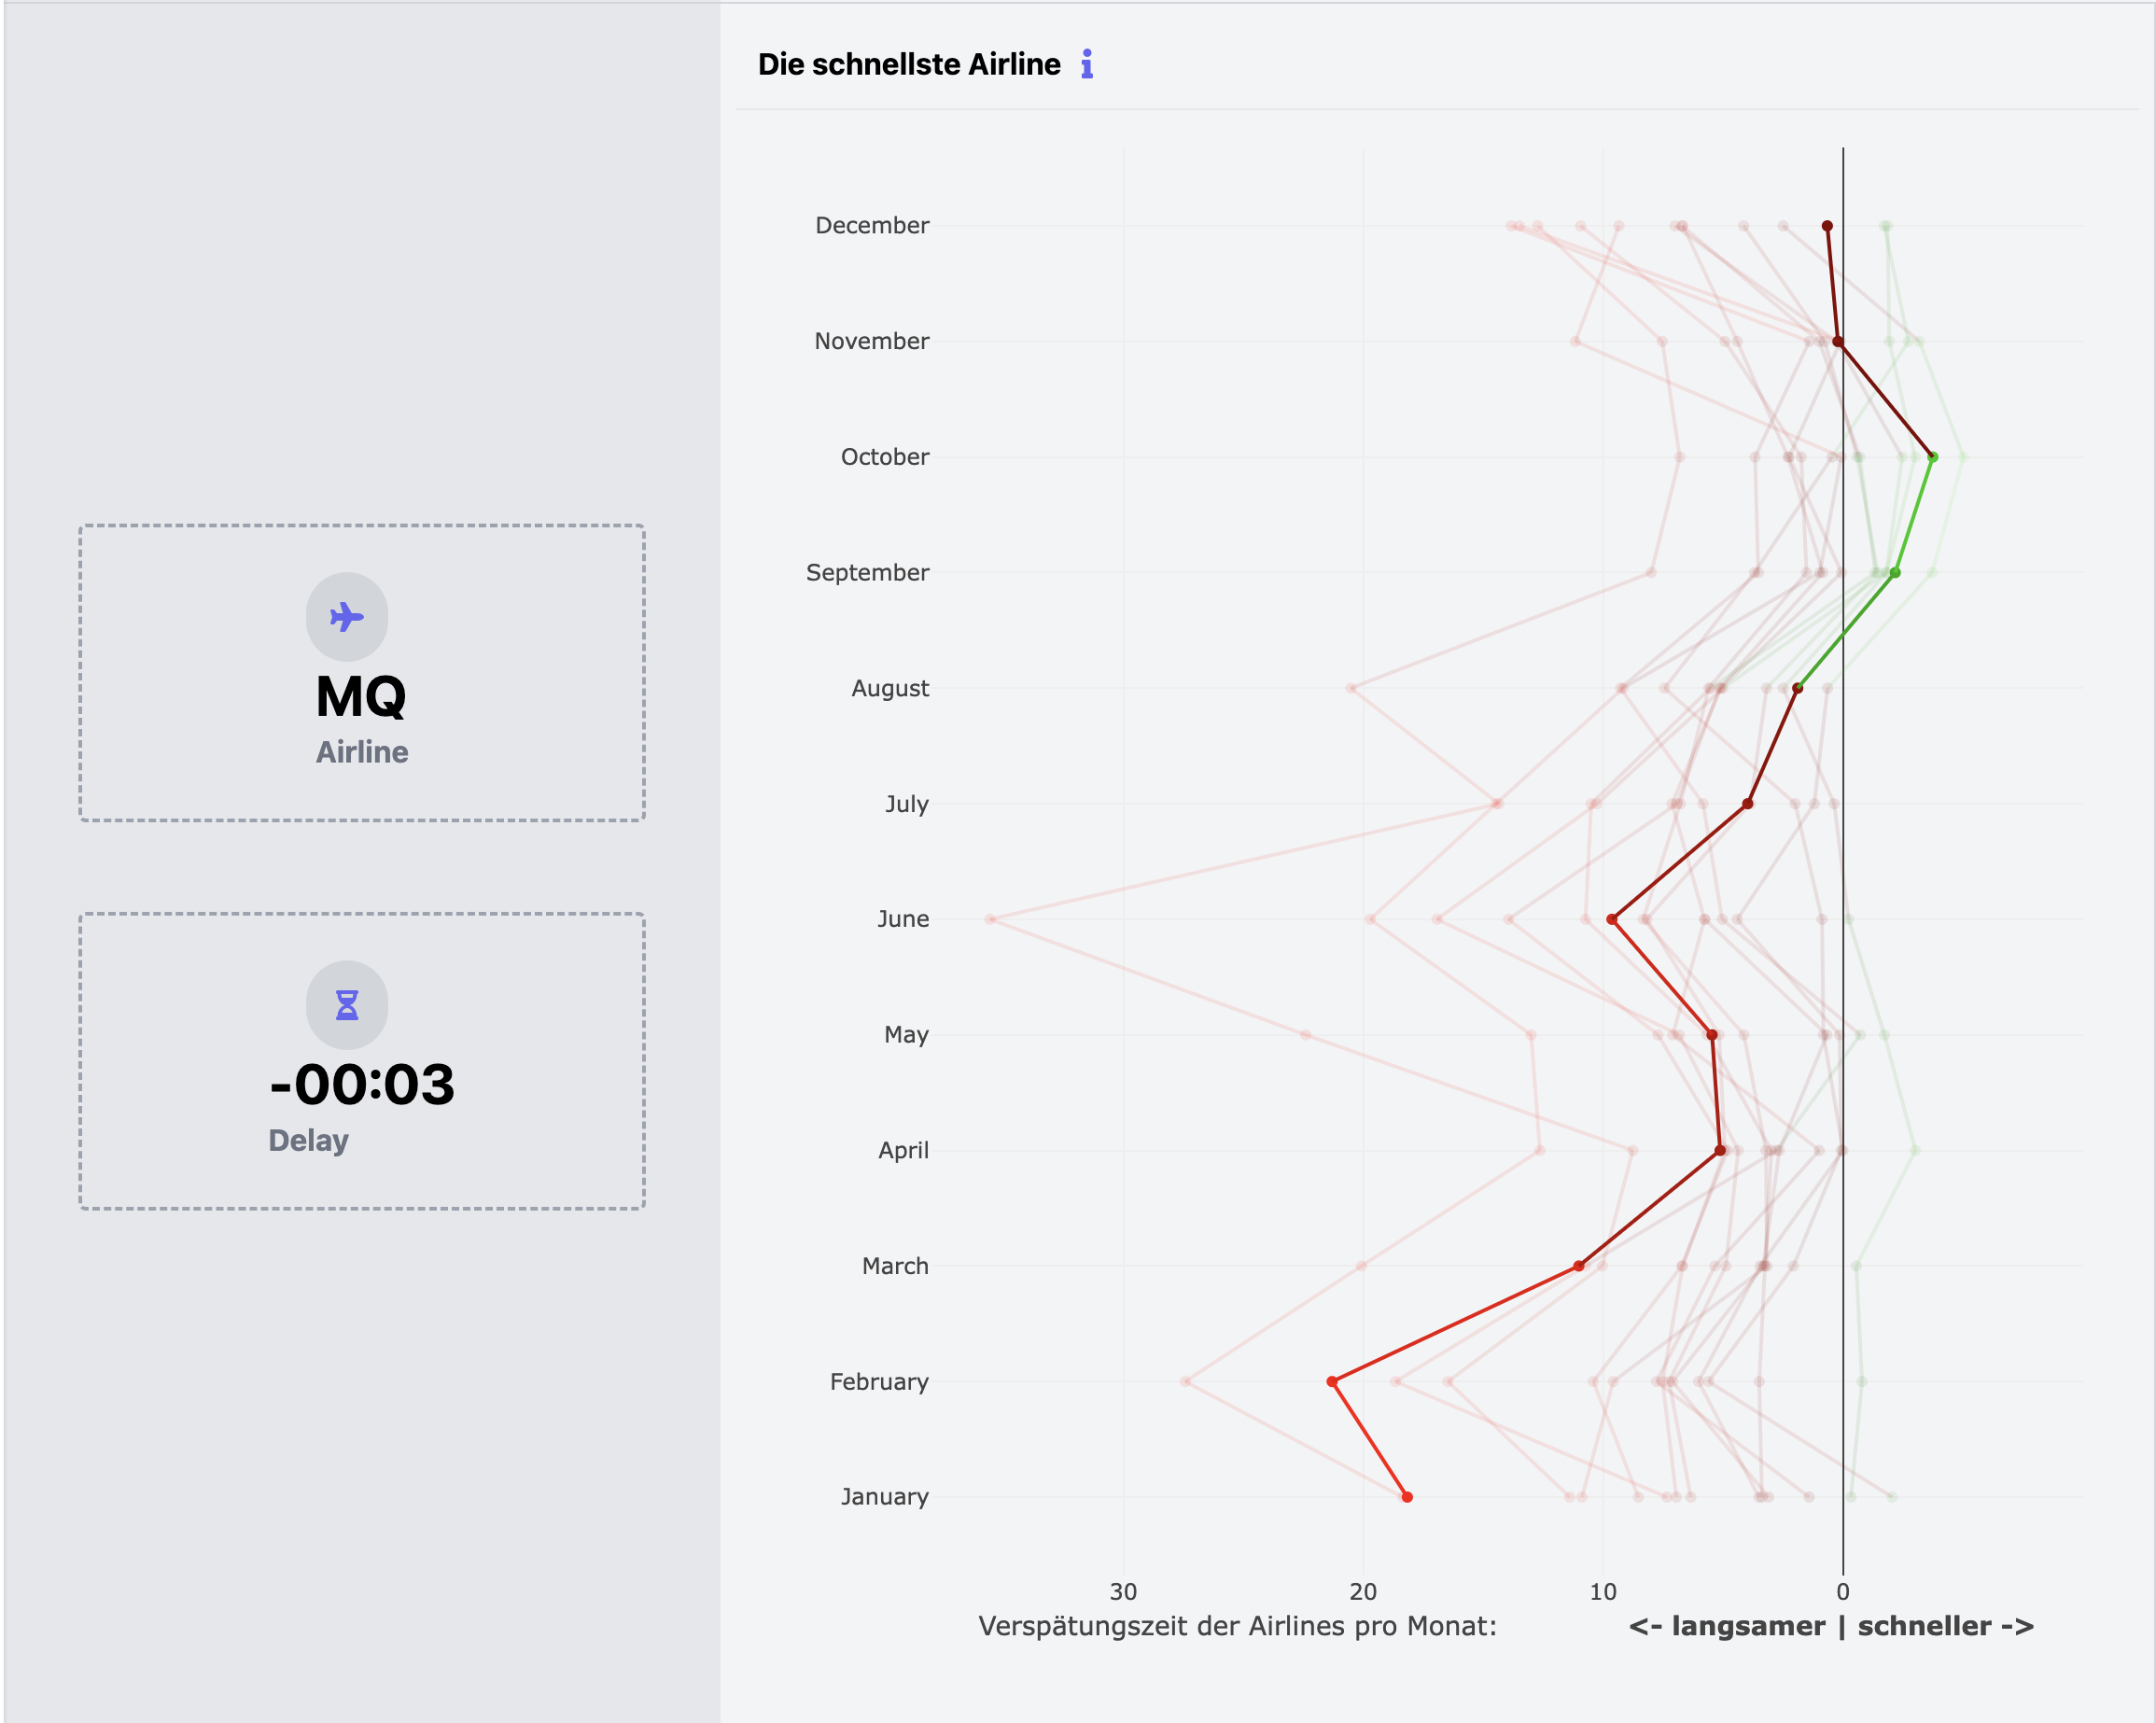 Die schnellste Airline
MQ
Airline
-00:03
Delay
December
November
October
September
August
July
June
May
April
March
February
January
30 20 10 0
Verspätungszeit der Airlines pro Monat: <- langsamer | schneller ->